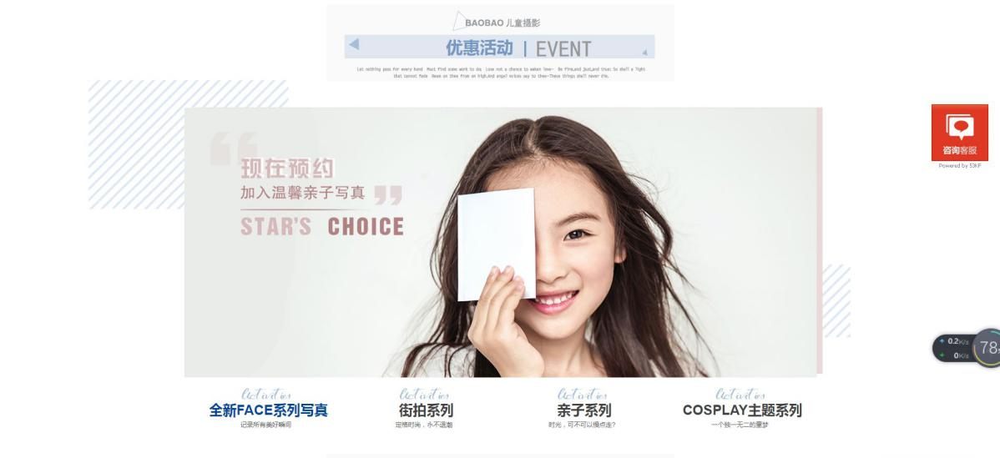 BAOBAO 儿童摄影
优惠活动 | EVENT
Let nothing pass for every hand Must find some work to do. Lose not a chance to waken love- Be firm,and just,and true: So shall a light
that cannot fade Beam on thee from on high,And angel voices say to thee-These things shall never die.
现在预约
加入温馨亲子写真
STAR'S CHOICE
咨询客服
Powered by 53KF
0.2K/s
0K/s
78
Activities
全新FACE系列写真
记录所有美好瞬间
Activities
街拍系列
定格时尚，永不退潮
Activities
亲子系列
时光，可不可以慢点走?
Activities
COSPLAY主题系列
一个独一无二的童梦